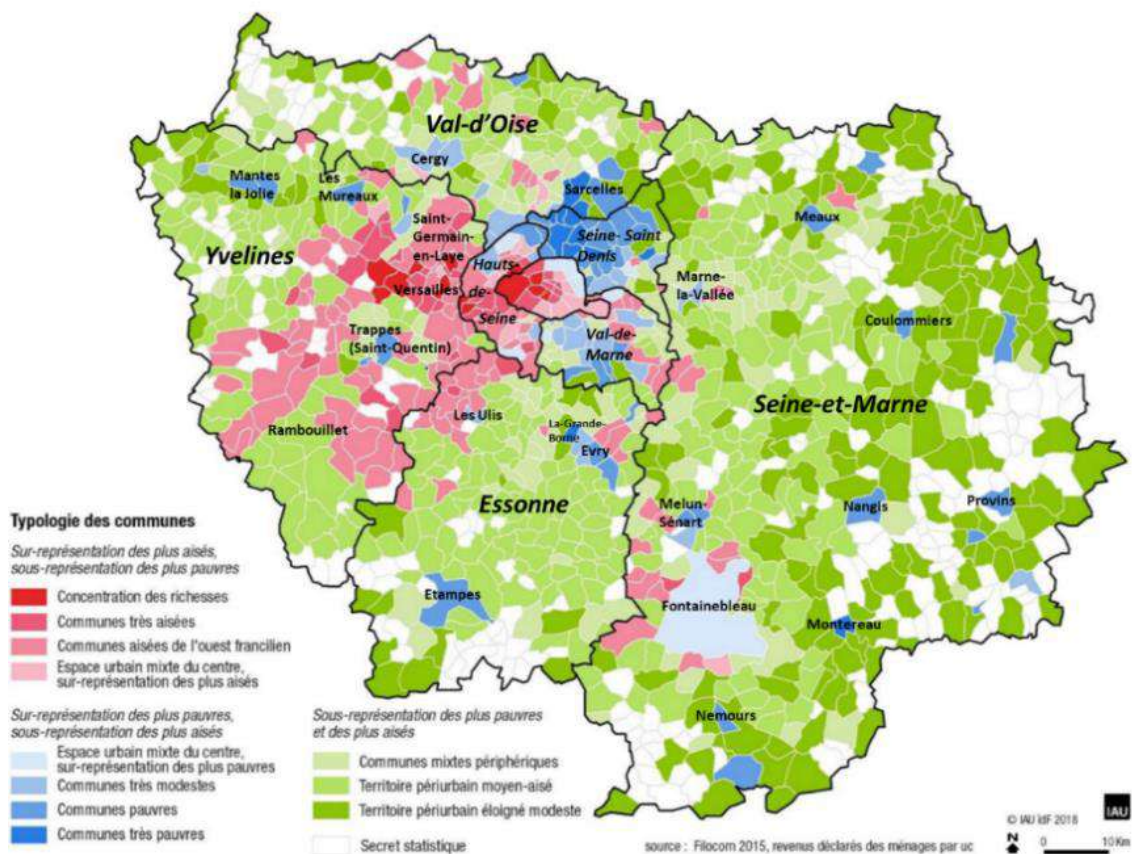 Val-d'Oise
Cergy
Mantes
la Jolie
Les
Mureaux
Sarcelles
Meaux
Saint-
Germain-
en-Laye
Seine- Saint
Denis
Yvelines
Hauts-
de-
Seine
Versailles
Marne-
la-Vallée
Coulommiers
Trappes
(Saint-Quentin)
Val-de-
Marne
Seine-et-Marne
Rambouillet
Les Ulis
La-Grande-
Borne
Evry
Essonne
Melun-
Sénart
Nangis
Provins
Etampes
Fontainebleau
Montereau
Nemours
Typologie des communes
Sur-représentation des plus aisés,
sous-représentation des plus pauvres
Concentration des richesses
Communes très aisées
Communes aisées de l'ouest francilien
Espace urbain mixte du centre,
sur-représentation des plus aisés
Sur-représentation des plus pauvres,
sous-représentation des plus aisés
Espace urbain mixte du centre,
sur-représentation des plus pauvres
Communes très modestes
Communes pauvres
Communes très pauvres
Sous-représentation des plus pauvres
et des plus aisés
Communes mixtes périphériques
Territoire périurbain moyen-aisé
Territoire périurbain éloigné modeste
Secret statistique
source : Filocom 2015, revenus déclarés des ménages par uc
IAU
© IAU IdF 2018
N
0 10 Km